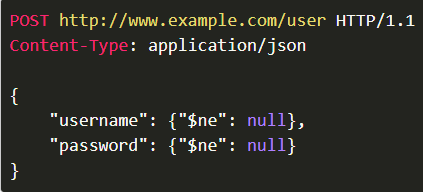 POST http://www.example.com/user HTTP/1.1
Content-Type: application/json

{
    "username": {"$ne": null},
    "password": {"$ne": null}
}